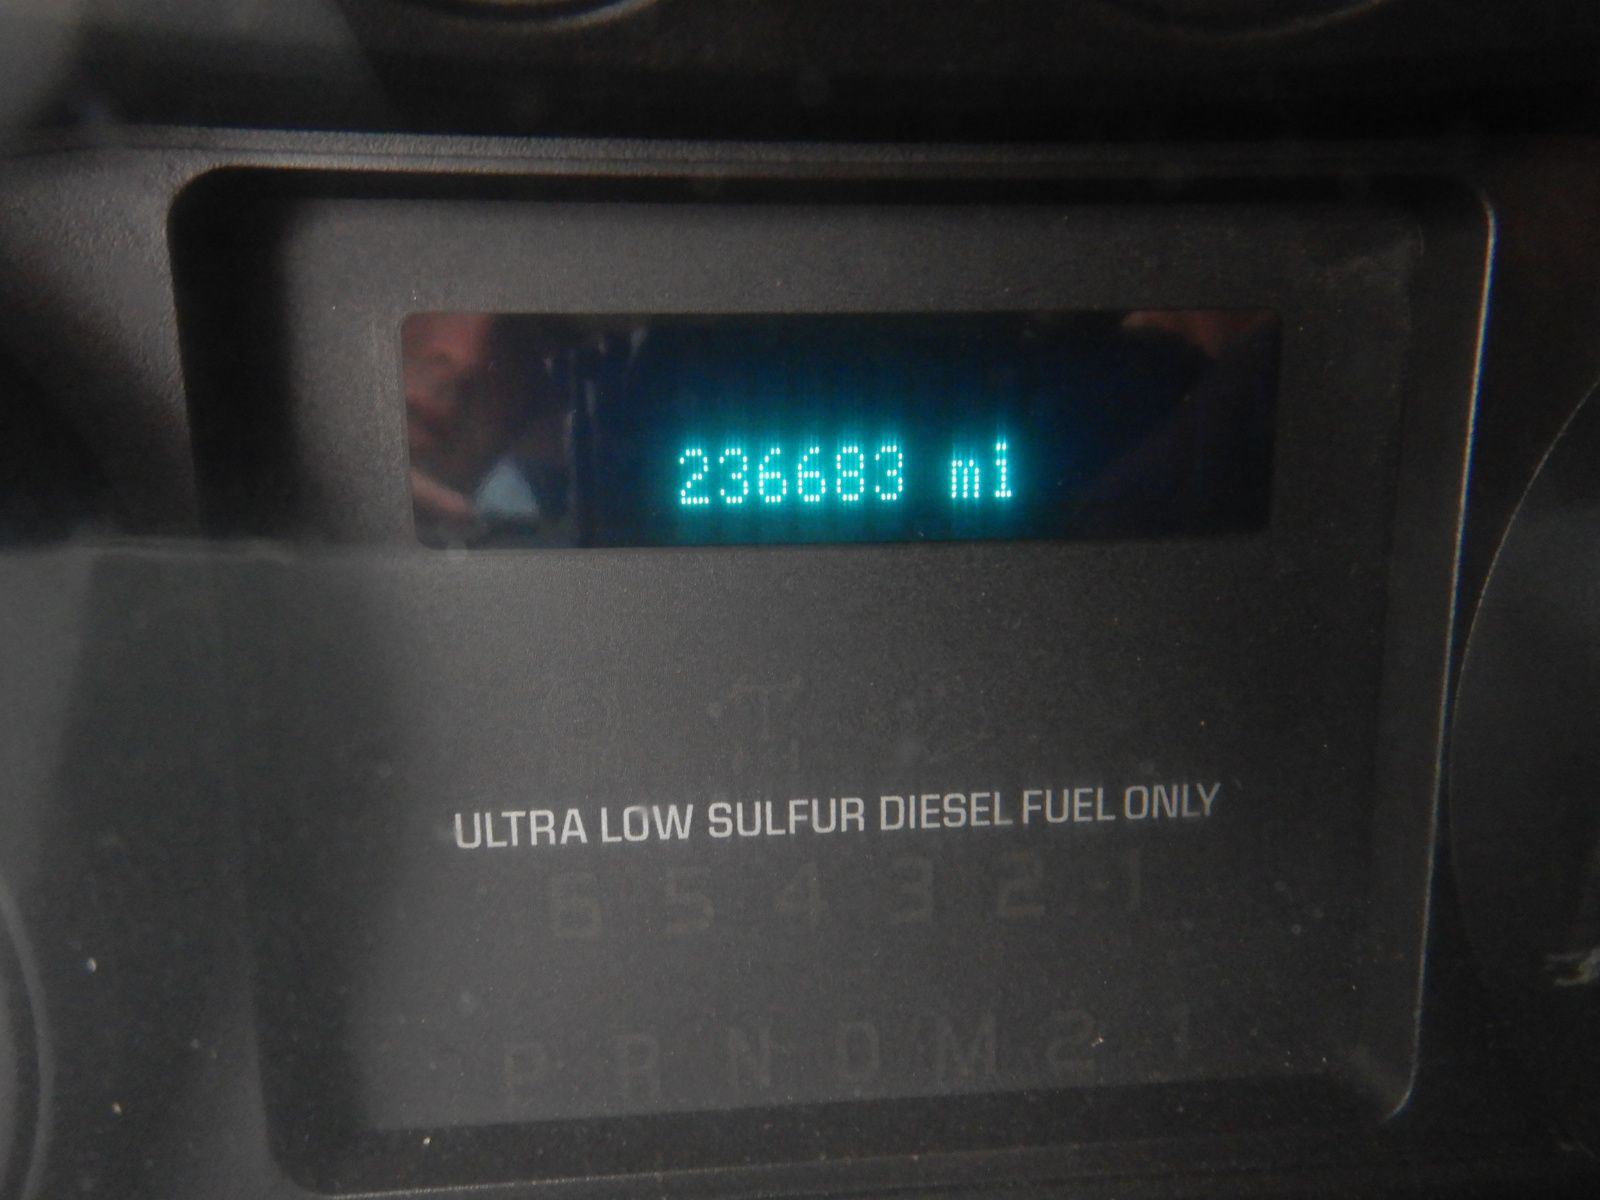 236683 mi
ULTRA LOW SULFUR DIESEL FUEL ONLY
6 5 4 3 2 1
P R N D M 2 1